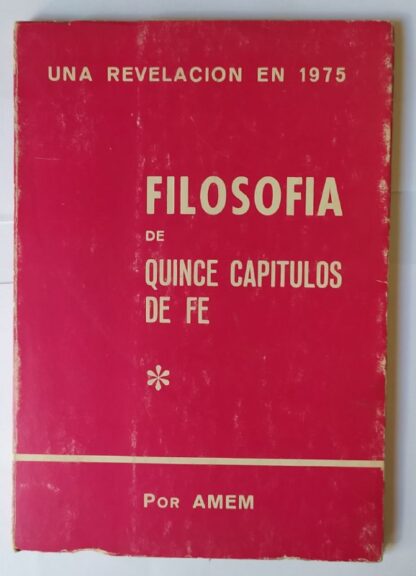 UNA REVELACION EN 1975
FILOSOFIA
DE
QUINCE CAPITULOS
DE FE
*
POR AMEM